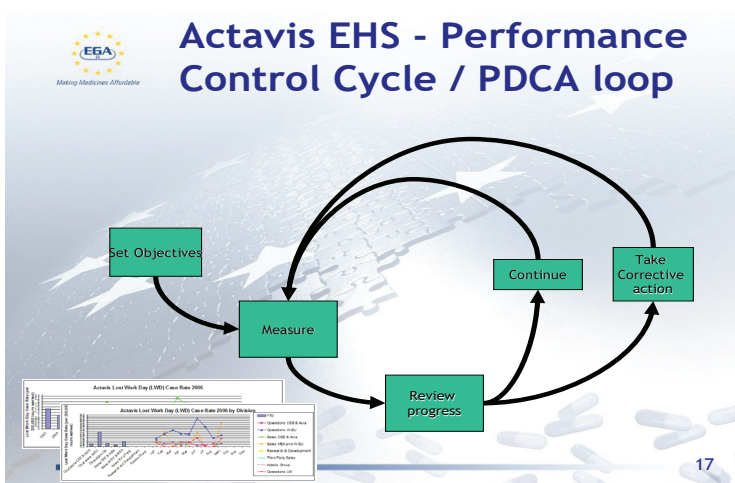 Actavis EHS - Performance
Control Cycle / PDCA loop
EGA
Making Medicines Affordable
Set Objectives
Continue
Take
Corrective
action
Measure
Review
progress
Actavis Lost Work Day (LWD) Case Rate 2006
Actavis Lost Work Day (LWD) Case Rate 2006 by Division
YTD
Operations CEE & Asia
Operations WEU
Sales CEE & Asia
Research & Development
Third-Party Sales
Actavis Group
Operations US
17